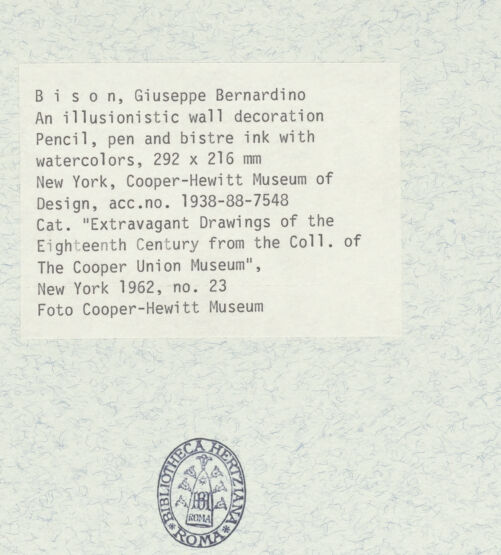 B i s o n, Giuseppe Bernardino
An illusionistic wall decoration
Pencil, pen and bistre ink with
watercolors, 292 x 216 mm
New York, Cooper-Hewitt Museum of
Design, acc.no. 1938-88-7548
Cat. "Extravagant Drawings of the
Eighteenth Century from the Coll. of
The Cooper Union Museum",
New York 1962, no. 23
Foto Cooper-Hewitt Museum
BIBLIOTHECA HERTZIANA
ROMA
ROMA